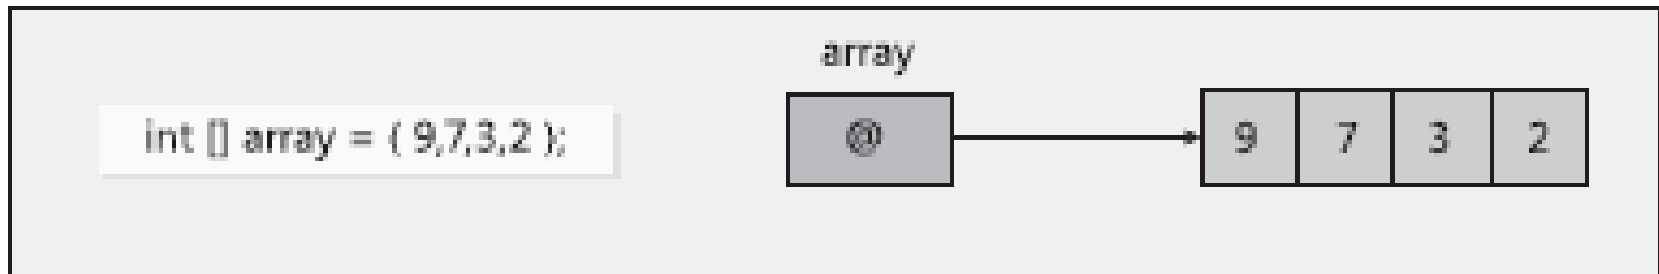 array
int [] array = { 9,7,3,2 };
@
9 7 3 2